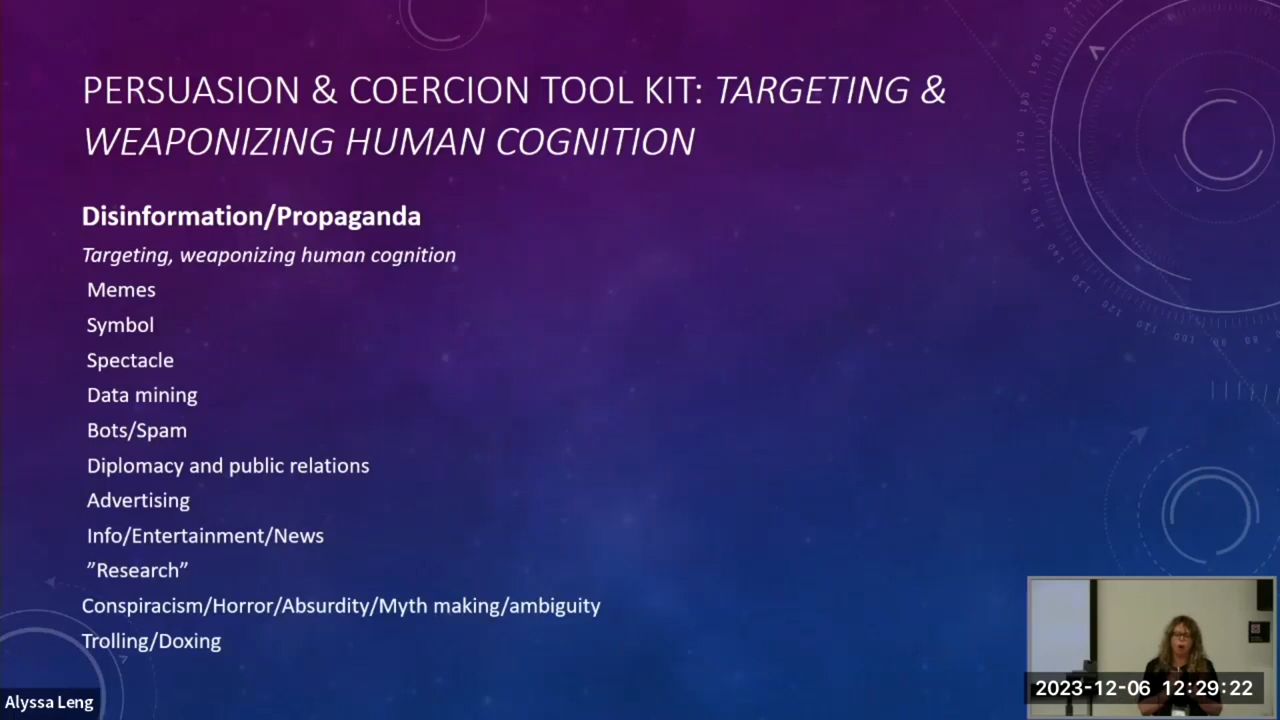 PERSUASION & COERCION TOOL KIT: TARGETING &
WEAPONIZING HUMAN COGNITION
Disinformation/Propaganda
Targeting, weaponizing human cognition
Memes
Symbol
Spectacle
Data mining
Bots/Spam
Diplomacy and public relations
Advertising
Info/Entertainment/News
”Research”
Conspiracism/Horror/Absurdity/Myth making/ambiguity
Trolling/Doxing
Alyssa Leng
2023-12-06 12:29:22